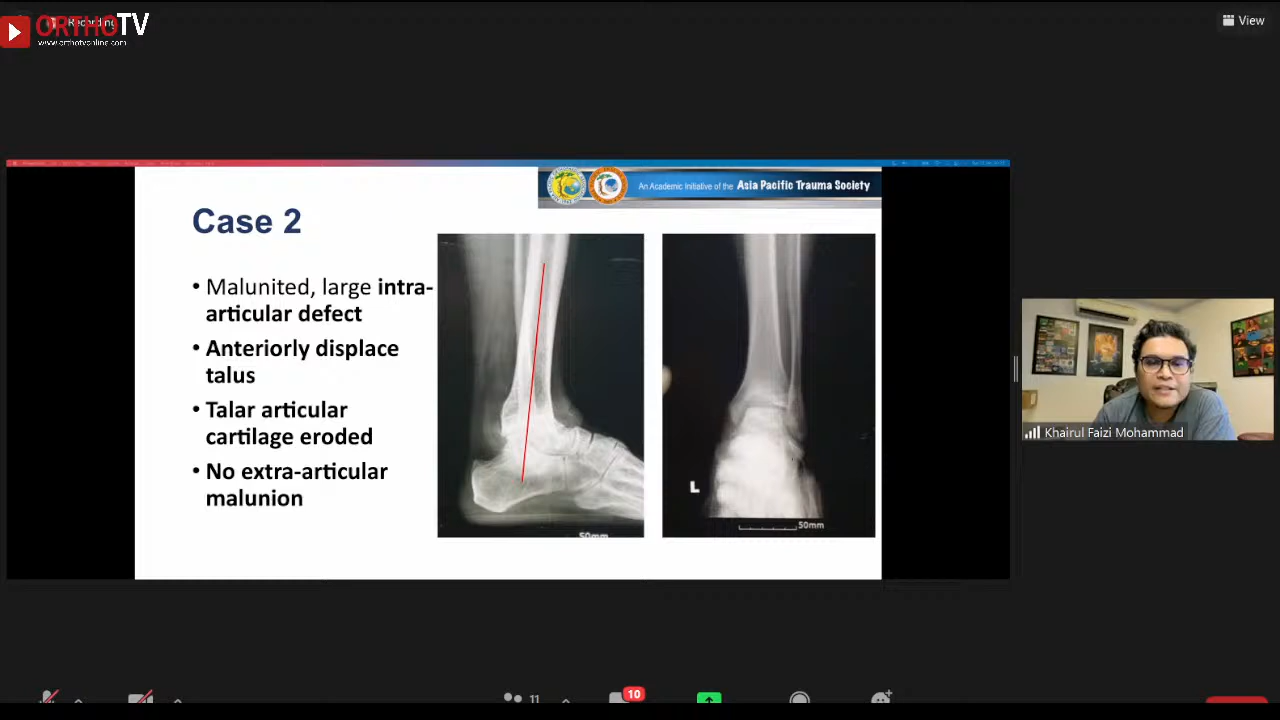 Recording
ORTHOTV
www.orthotvonline.com
View
An Academic Initiative of the Asia Pacific Trauma Society
Case 2
• Malunited, large intra-
articular defect
• Anteriorly displace
talus
• Talar articular
cartilage eroded
• No extra-articular
malunion
50mm
L
50mm
Khairul Faizi Mohammad
11
10